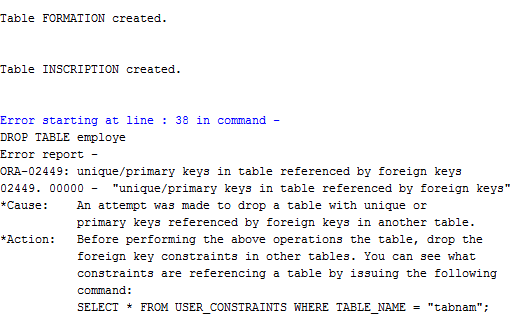 Table FORMATION created.
Table INSCRIPTION created.
Error starting at line : 38 in command -
DROP TABLE employe
Error report -
ORA-02449: unique/primary keys in table referenced by foreign keys
02449. 00000 -  "unique/primary keys in table referenced by foreign keys"
*Cause:    An attempt was made to drop a table with unique or
           primary keys referenced by foreign keys in another table.
*Action:   Before performing the above operations the table, drop the
           foreign key constraints in other tables. You can see what
           constraints are referencing a table by issuing the following
           command:
           SELECT * FROM USER_CONSTRAINTS WHERE TABLE_NAME = "tabnam";